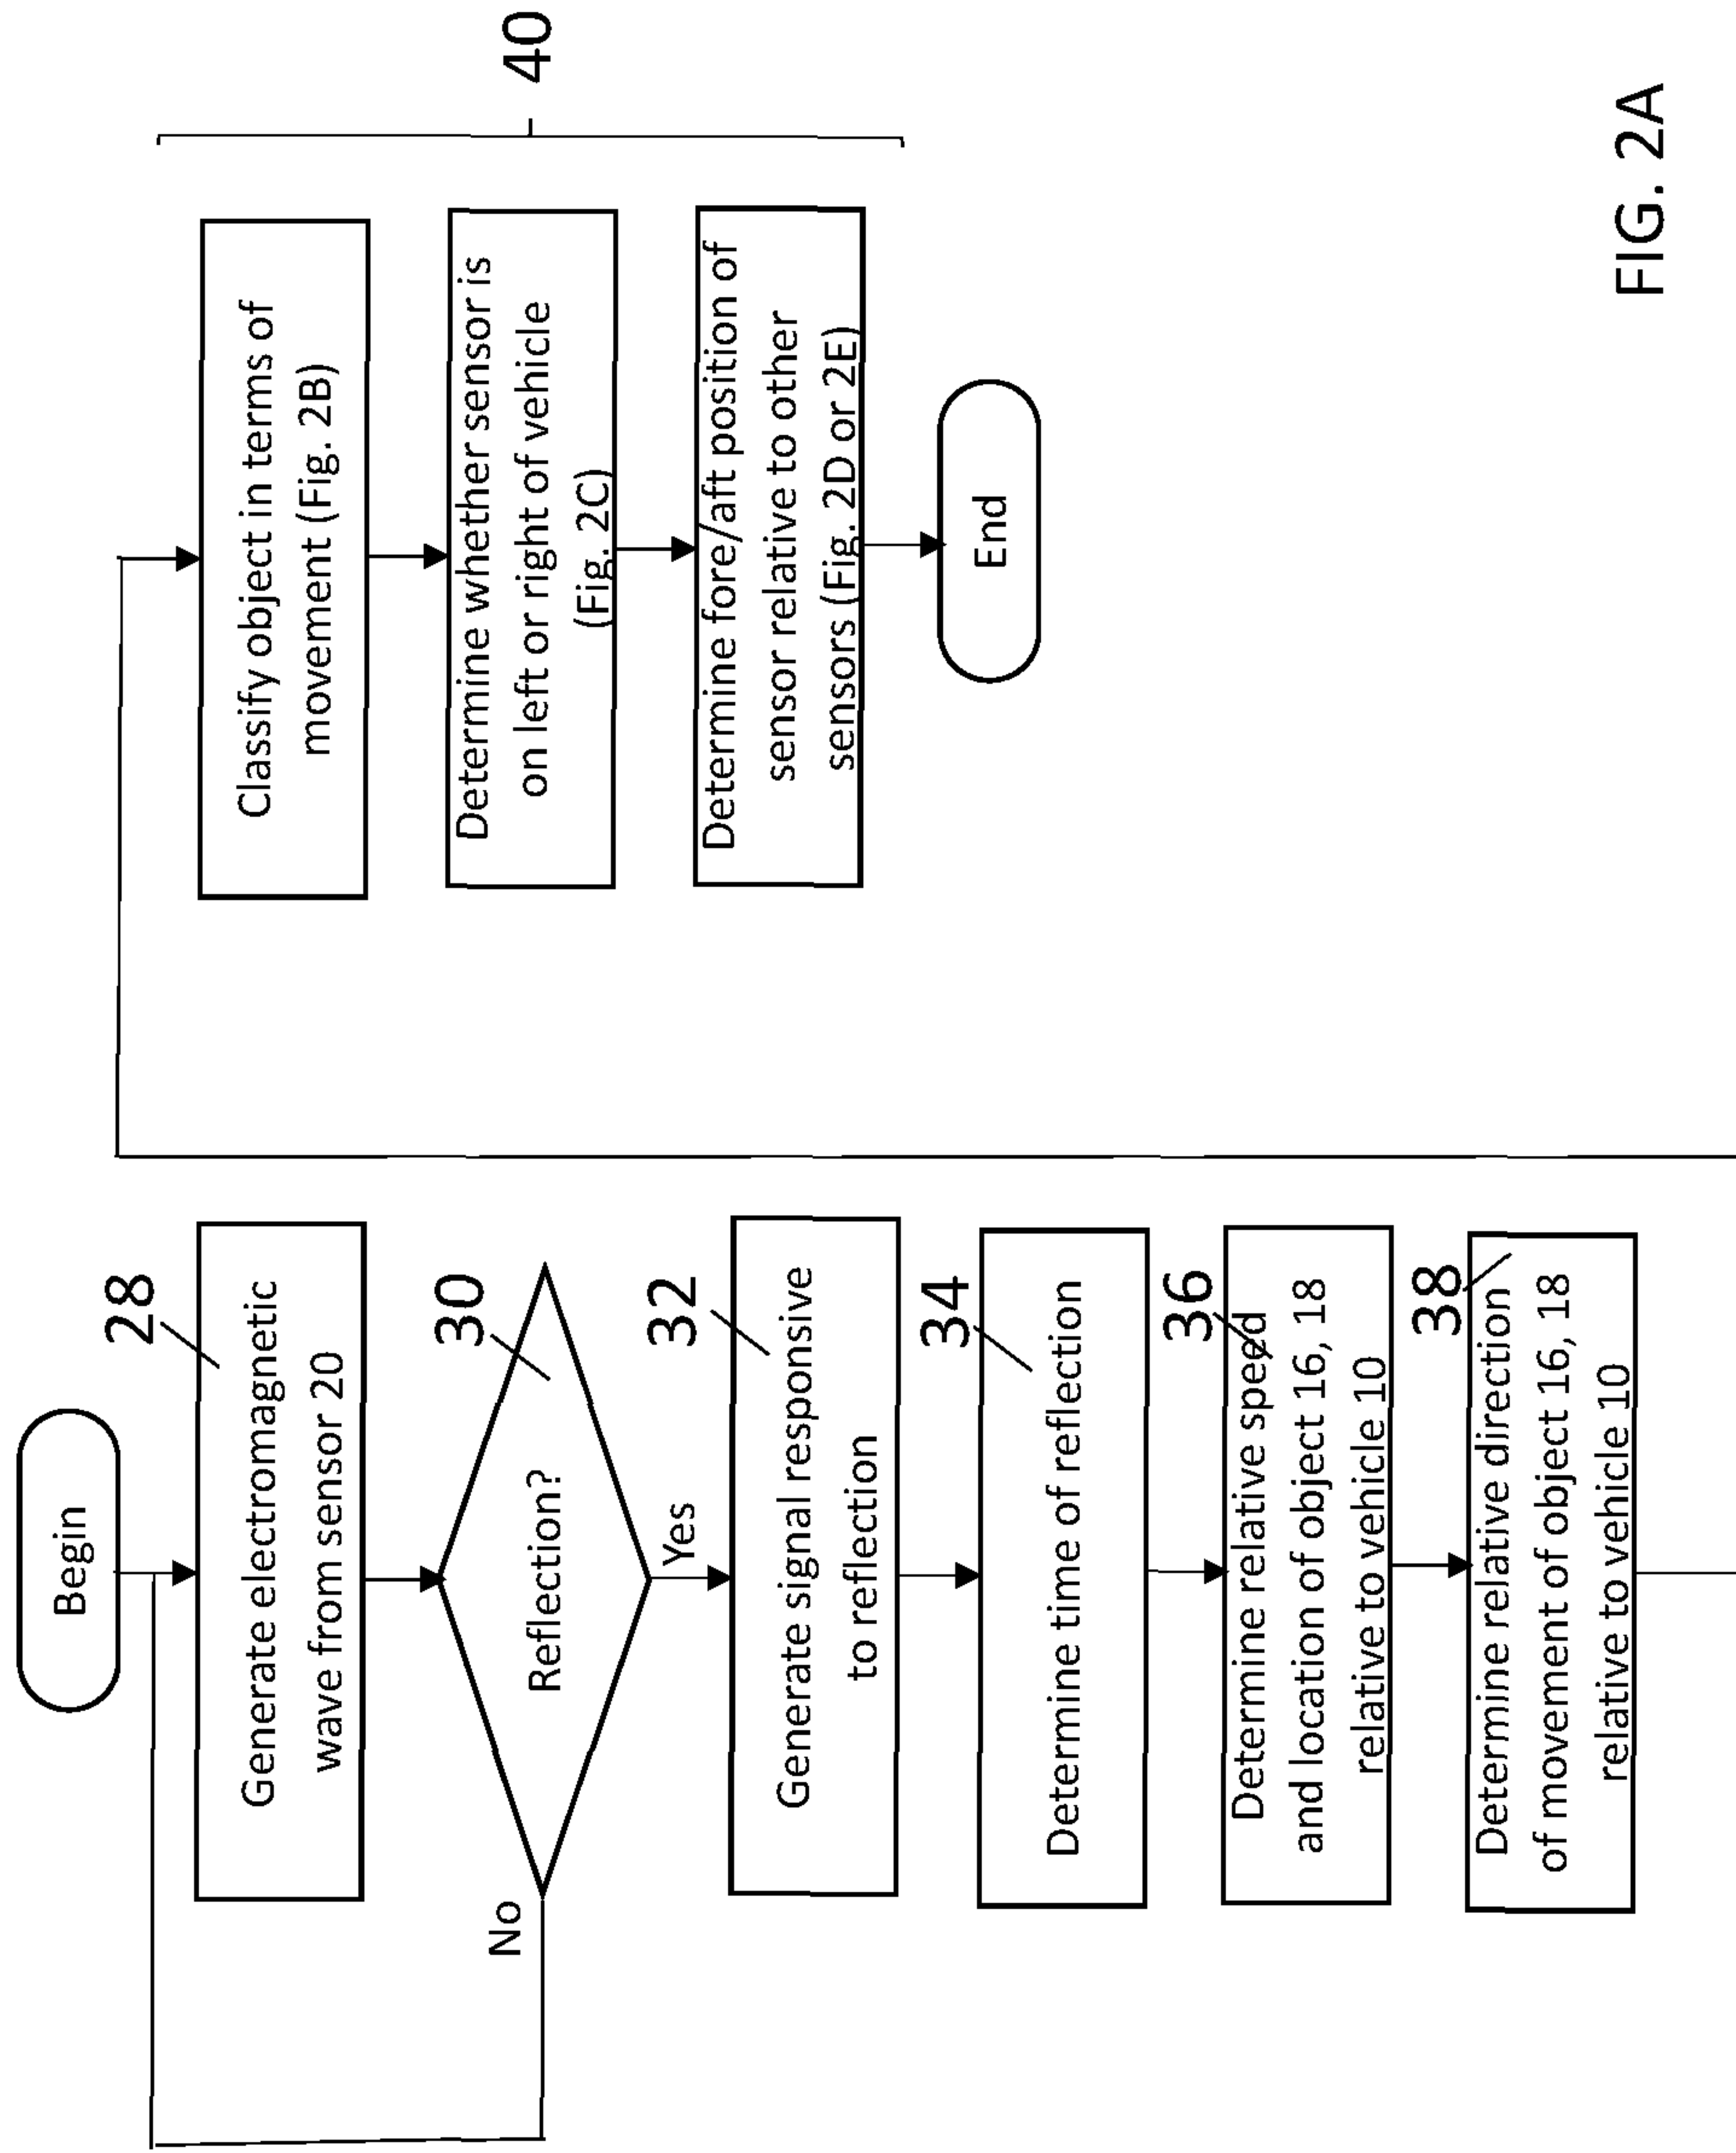 Begin
28
Generate electromagnetic
wave from sensor 20
30
Reflection?
No
Yes
32
Generate signal responsive
to reflection
34
Determine time of reflection
36
Determine relative speed
and location of object 16, 18
relative to vehicle 10
38
Determine relative direction
of movement of object 16, 18
relative to vehicle 10
Classify object in terms of
movement (Fig. 2B)
Determine whether sensor is
on left or right of vehicle
(Fig. 2C)
Determine fore/aft position of
sensor relative to other
sensors (Fig. 2D or 2E)
End
40
FIG. 2A